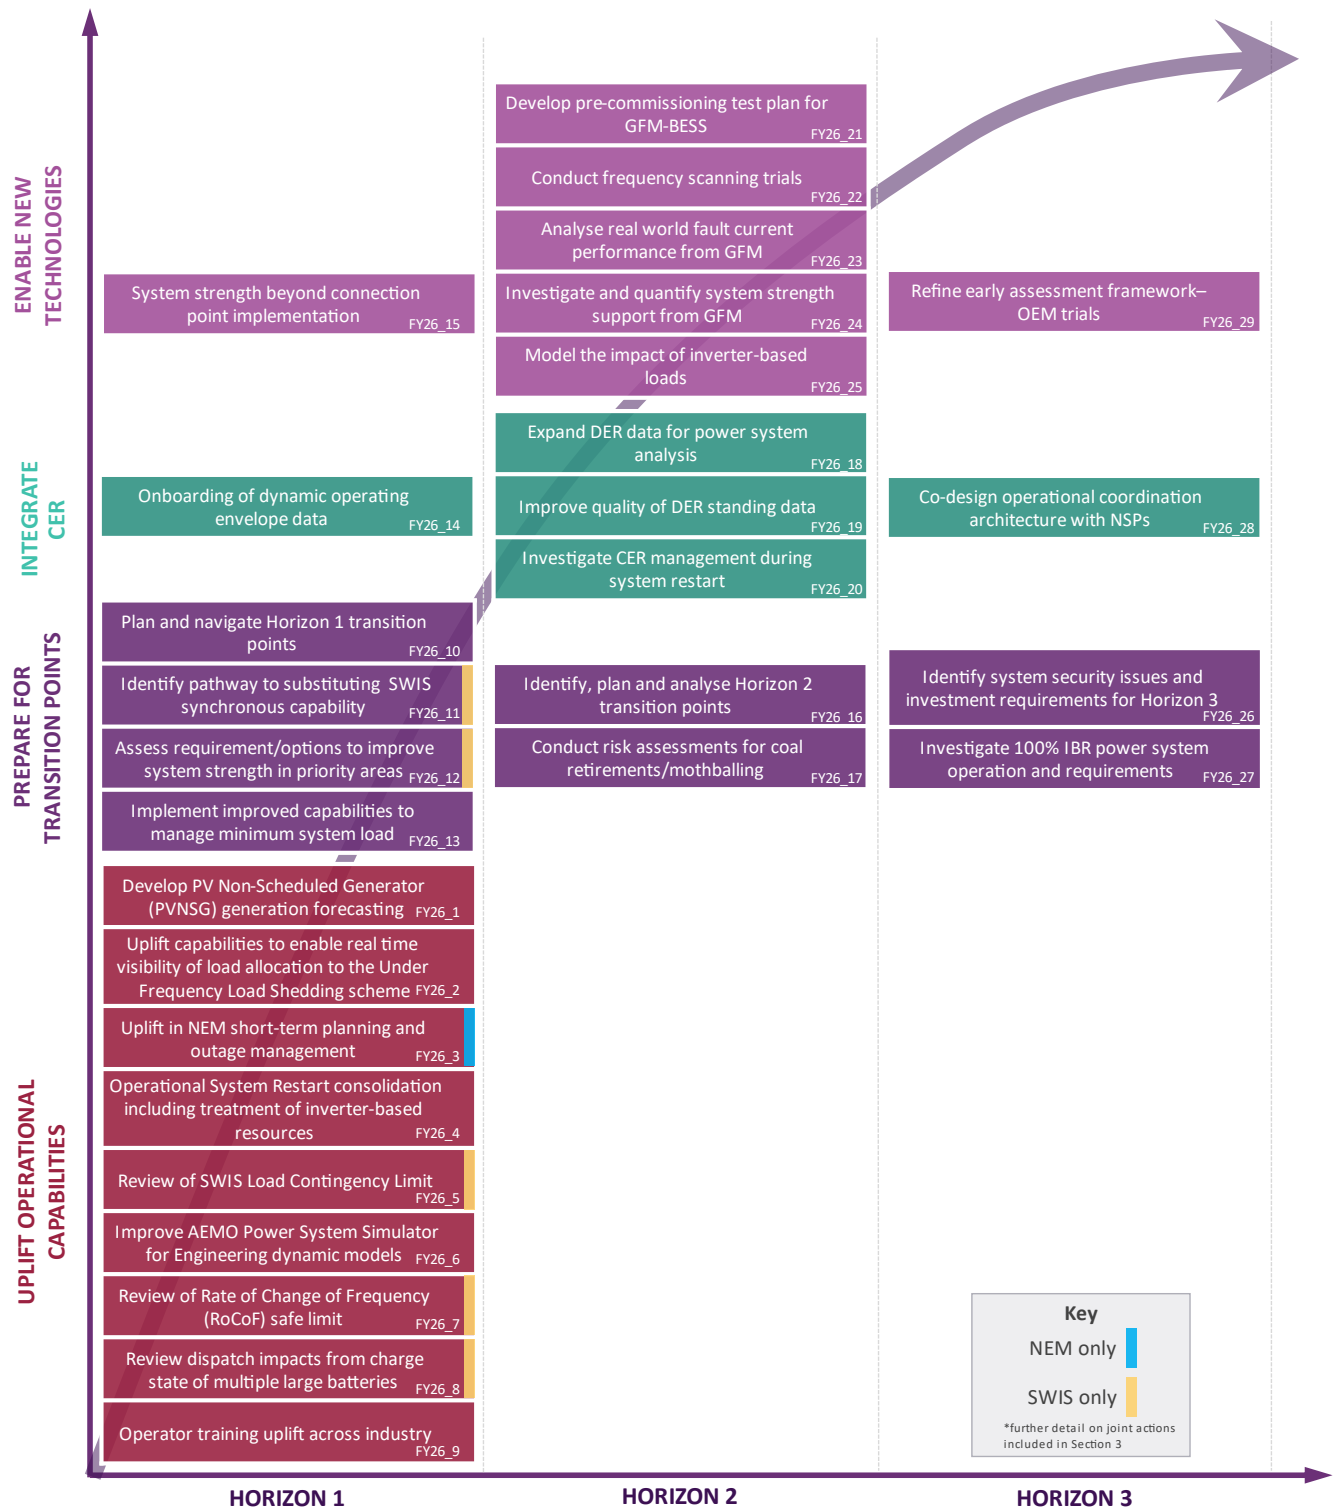 ENABLE NEW
TECHNOLOGIES
Develop pre-commissioning test plan for
GFM-BESS
FY26_21
Conduct frequency scanning trials
FY26_22
Analyse real world fault current
performance from GFM
FY26_23
System strength beyond connection
point implementation
FY26_15
Investigate and quantify system strength
support from GFM
FY26_24
Refine early assessment framework–
OEM trials
FY26_29
Model the impact of inverter-based
loads
FY26_25
INTEGRATE
CER
Expand DER data for power system
analysis
FY26_18
Onboarding of dynamic operating
envelope data
FY26_14
Improve quality of DER standing data
FY26_19
Co-design operational coordination
architecture with NSPs
FY26_28
Investigate CER management during
system restart
FY26_20
PREPARE FOR
TRANSITION POINTS
Plan and navigate Horizon 1 transition
points
FY26_10
Identify pathway to substituting SWIS
synchronous capability
FY26_11
Identify, plan and analyse Horizon 2
transition points
FY26_16
Identify system security issues and
investment requirements for Horizon 3
FY26_26
Assess requirement/options to improve
system strength in priority areas
FY26_12
Conduct risk assessments for coal
retirements/mothballing
FY26_17
Investigate 100% IBR power system
operation and requirements
FY26_27
Implement improved capabilities to
manage minimum system load
FY26_13
UPLIFT OPERATIONAL
CAPABILITIES
Develop PV Non-Scheduled Generator
(PVNSG) generation forecasting
FY26_1
Uplift capabilities to enable real time
visibility of load allocation to the Under
Frequency Load Shedding scheme
FY26_2
Uplift in NEM short-term planning and
outage management
FY26_3
Operational System Restart consolidation
including treatment of inverter-based
resources
FY26_4
Review of SWIS Load Contingency Limit
FY26_5
Improve AEMO Power System Simulator
for Engineering dynamic models
FY26_6
Review of Rate of Change of Frequency
(RoCoF) safe limit
FY26_7
Review dispatch impacts from charge
state of multiple large batteries
FY26_8
Operator training uplift across industry
FY26_9
Key
NEM only
SWIS only
*further detail on joint actions
included in Section 3
HORIZON 1
HORIZON 2
HORIZON 3